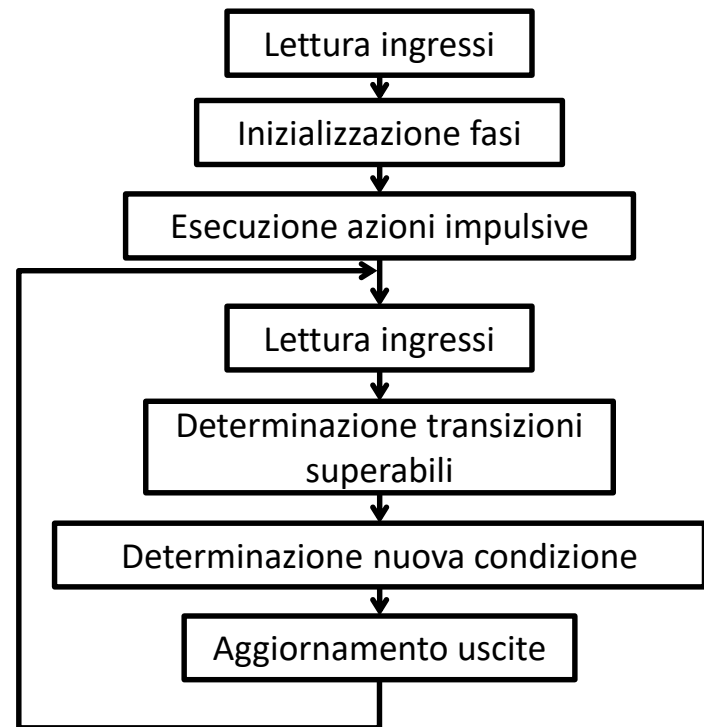 Lettura ingressi
Inizializzazione fasi
Esecuzione azioni impulsive
Lettura ingressi
Determinazione transizioni
superabili
Determinazione nuova condizione
Aggiornamento uscite